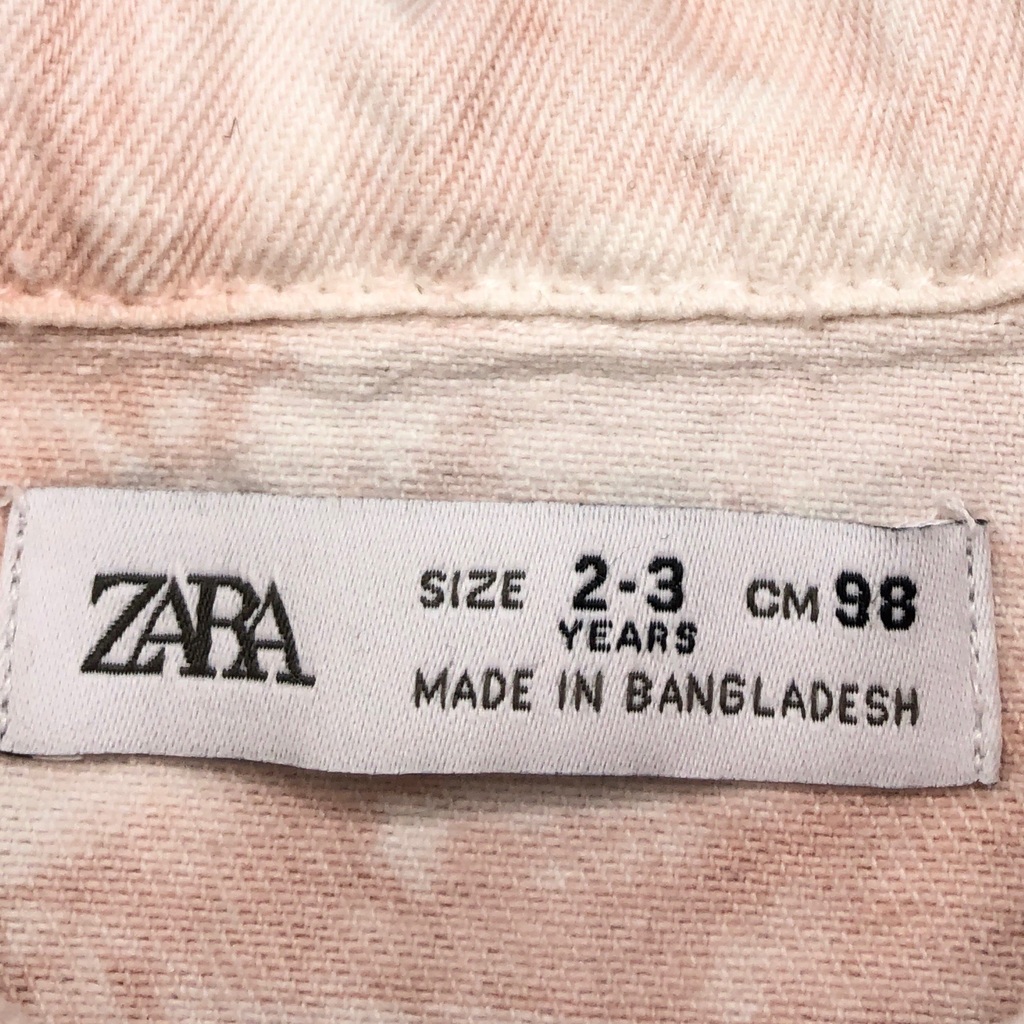 ZARA
SIZE 2-3 CM 98
YEARS
MADE IN BANGLADESH